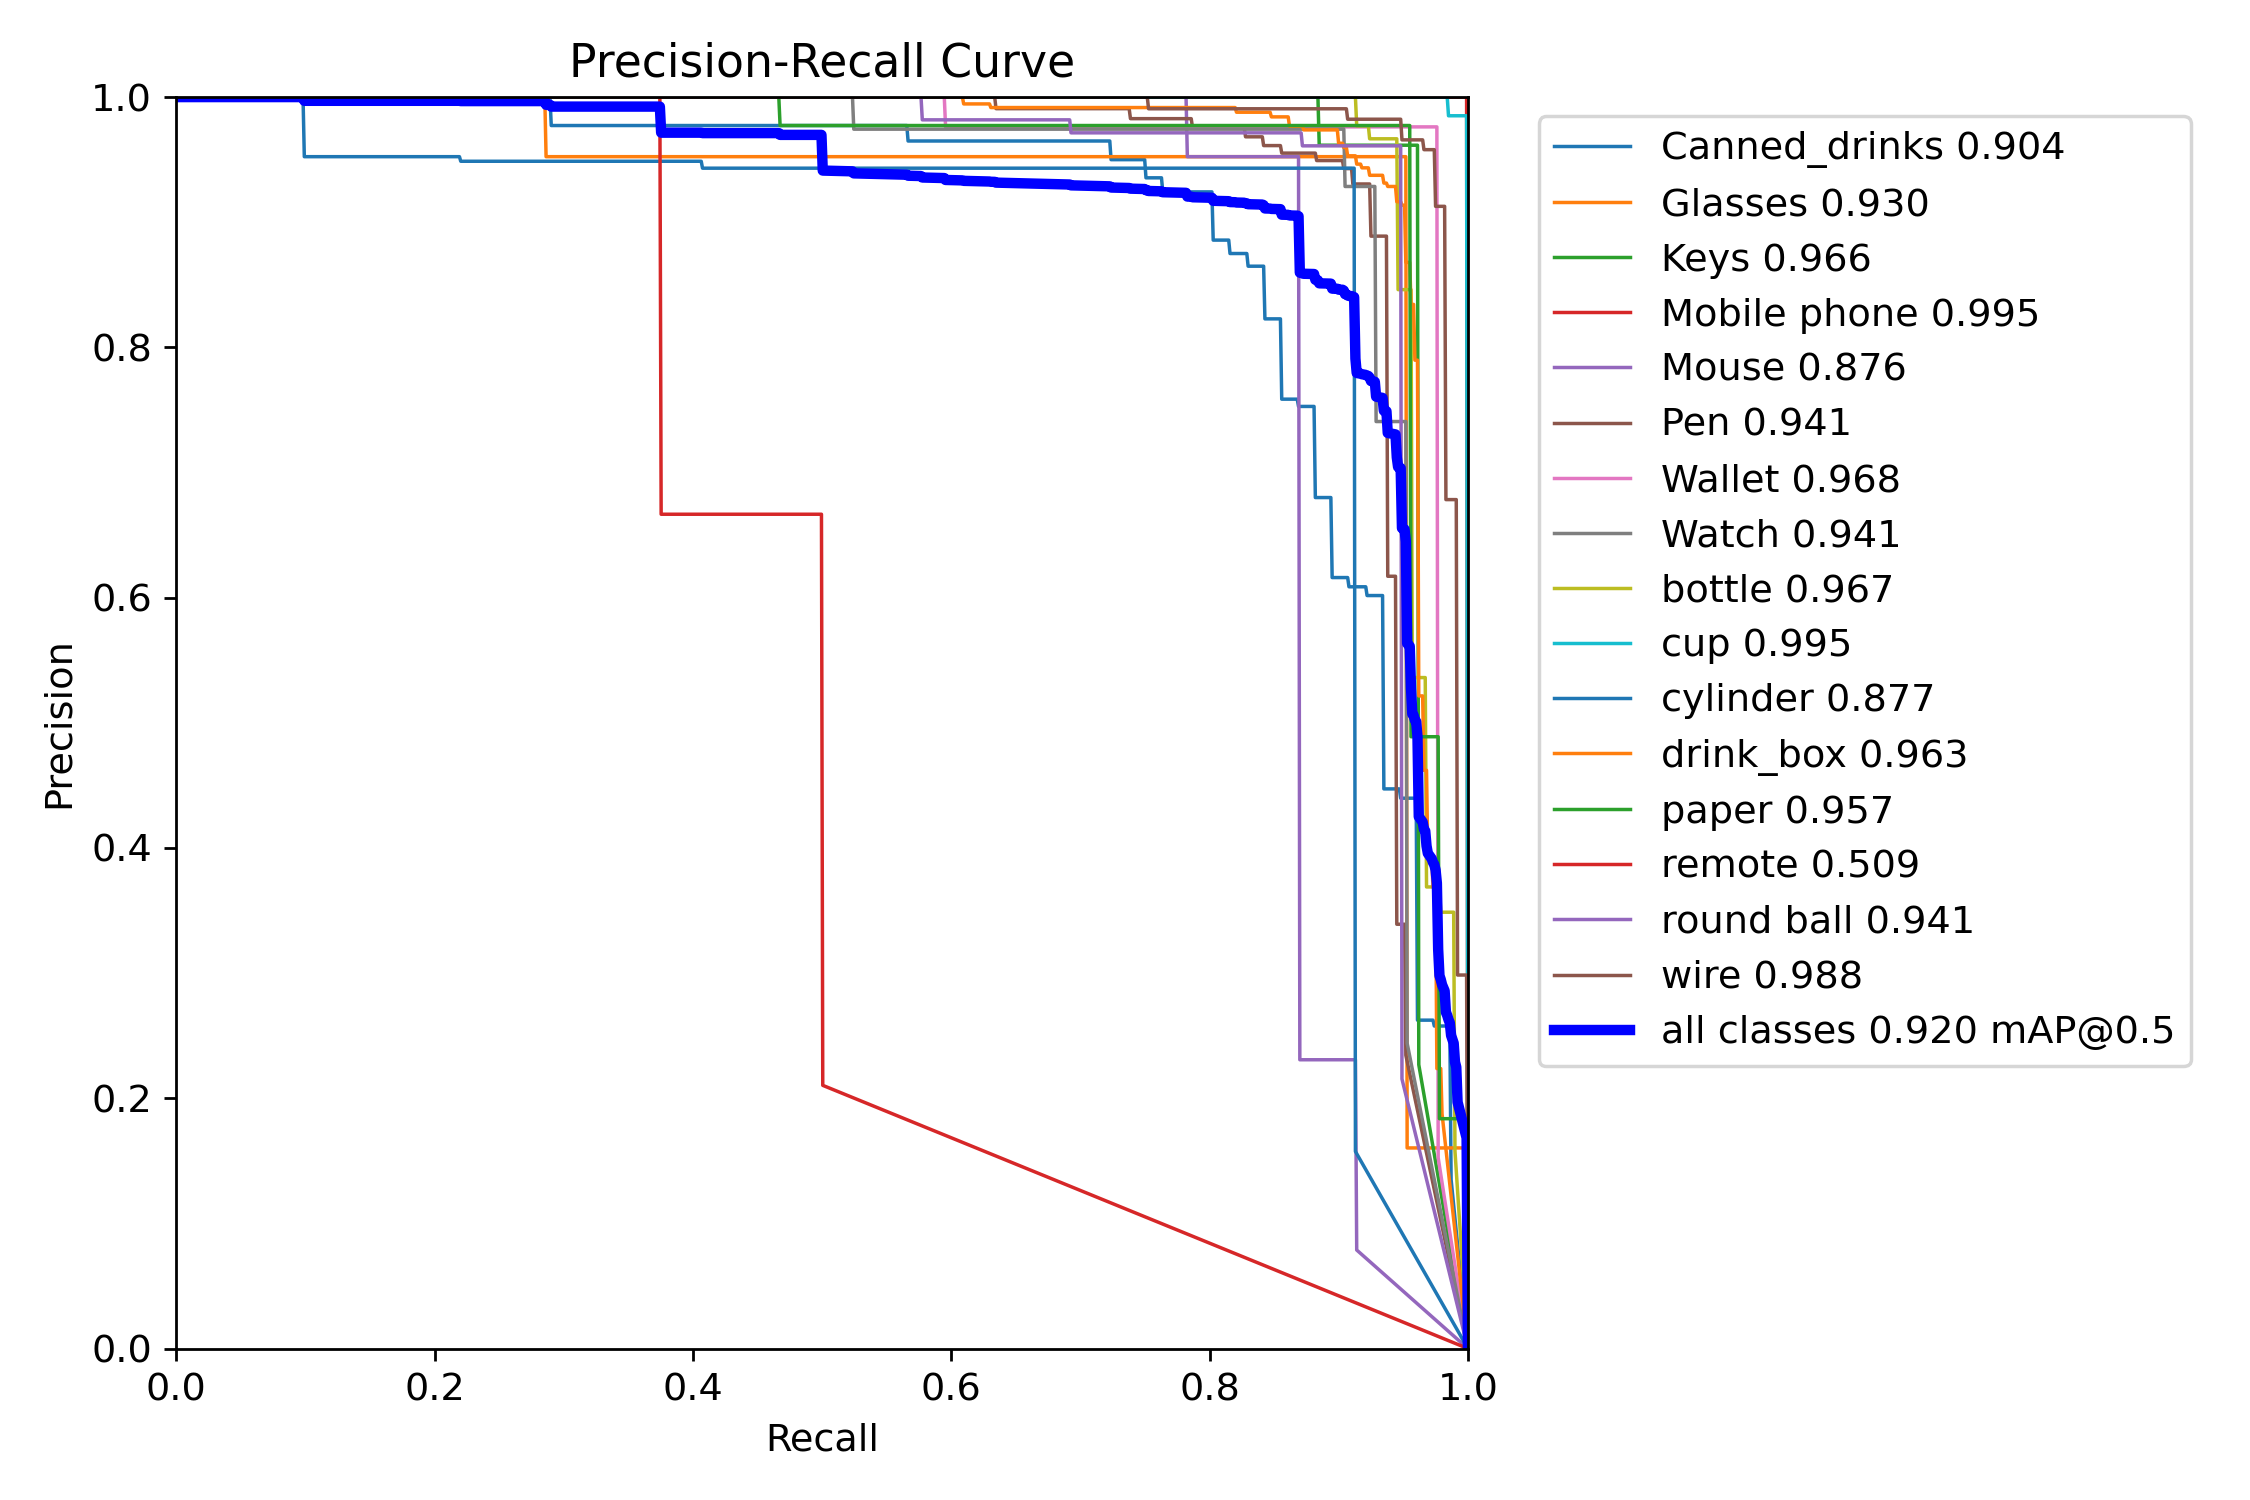 Precision-Recall Curve
1.0
0.8
0.6
0.4
0.2
0.0
Precision
0.0 0.2 0.4 0.6 0.8 1.0
Recall
Canned_drinks 0.904
Glasses 0.930
Keys 0.966
Mobile phone 0.995
Mouse 0.876
Pen 0.941
Wallet 0.968
Watch 0.941
bottle 0.967
cup 0.995
cylinder 0.877
drink_box 0.963
paper 0.957
remote 0.509
round ball 0.941
wire 0.988
all classes 0.920 mAP@0.5